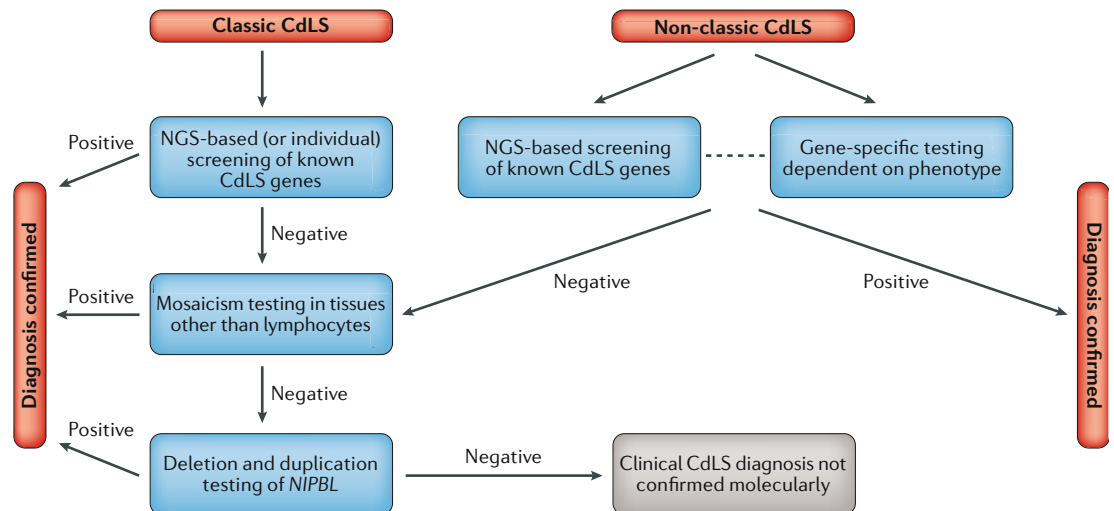 Classic CdLS
Non-classic CdLS
Positive
NGS-based (or individual)
screening of known
CdLS genes
NGS-based screening
of known CdLS genes
Gene-specific testing
dependent on phenotype
Diagnosis confirmed
Negative
Positive
Mosaicism testing in tissues
other than lymphocytes
Negative
Positive
Diagnosis confirmed
Negative
Positive
Deletion and duplication
testing of NIPBL
Negative
Clinical CdLS diagnosis not
confirmed molecularly